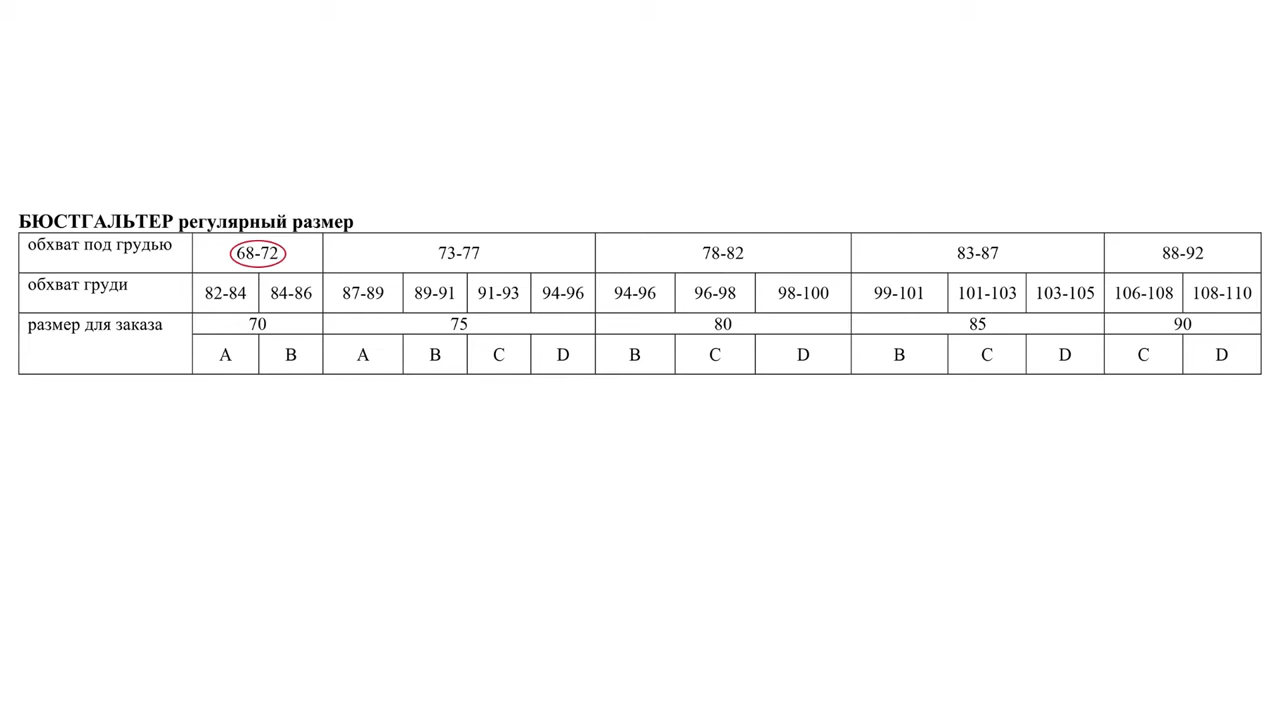 БЮСТГАЛЬТЕР регулярный размер
обхват под грудью 68-72 73-77 78-82 83-87 88-92
обхват груди 82-84 84-86 87-89 89-91 91-93 94-96 94-96 96-98 98-100 99-101 101-103 103-105 106-108 108-110
размер для заказа 70 75 80 85 90
A B A B C D B C D B C D C D